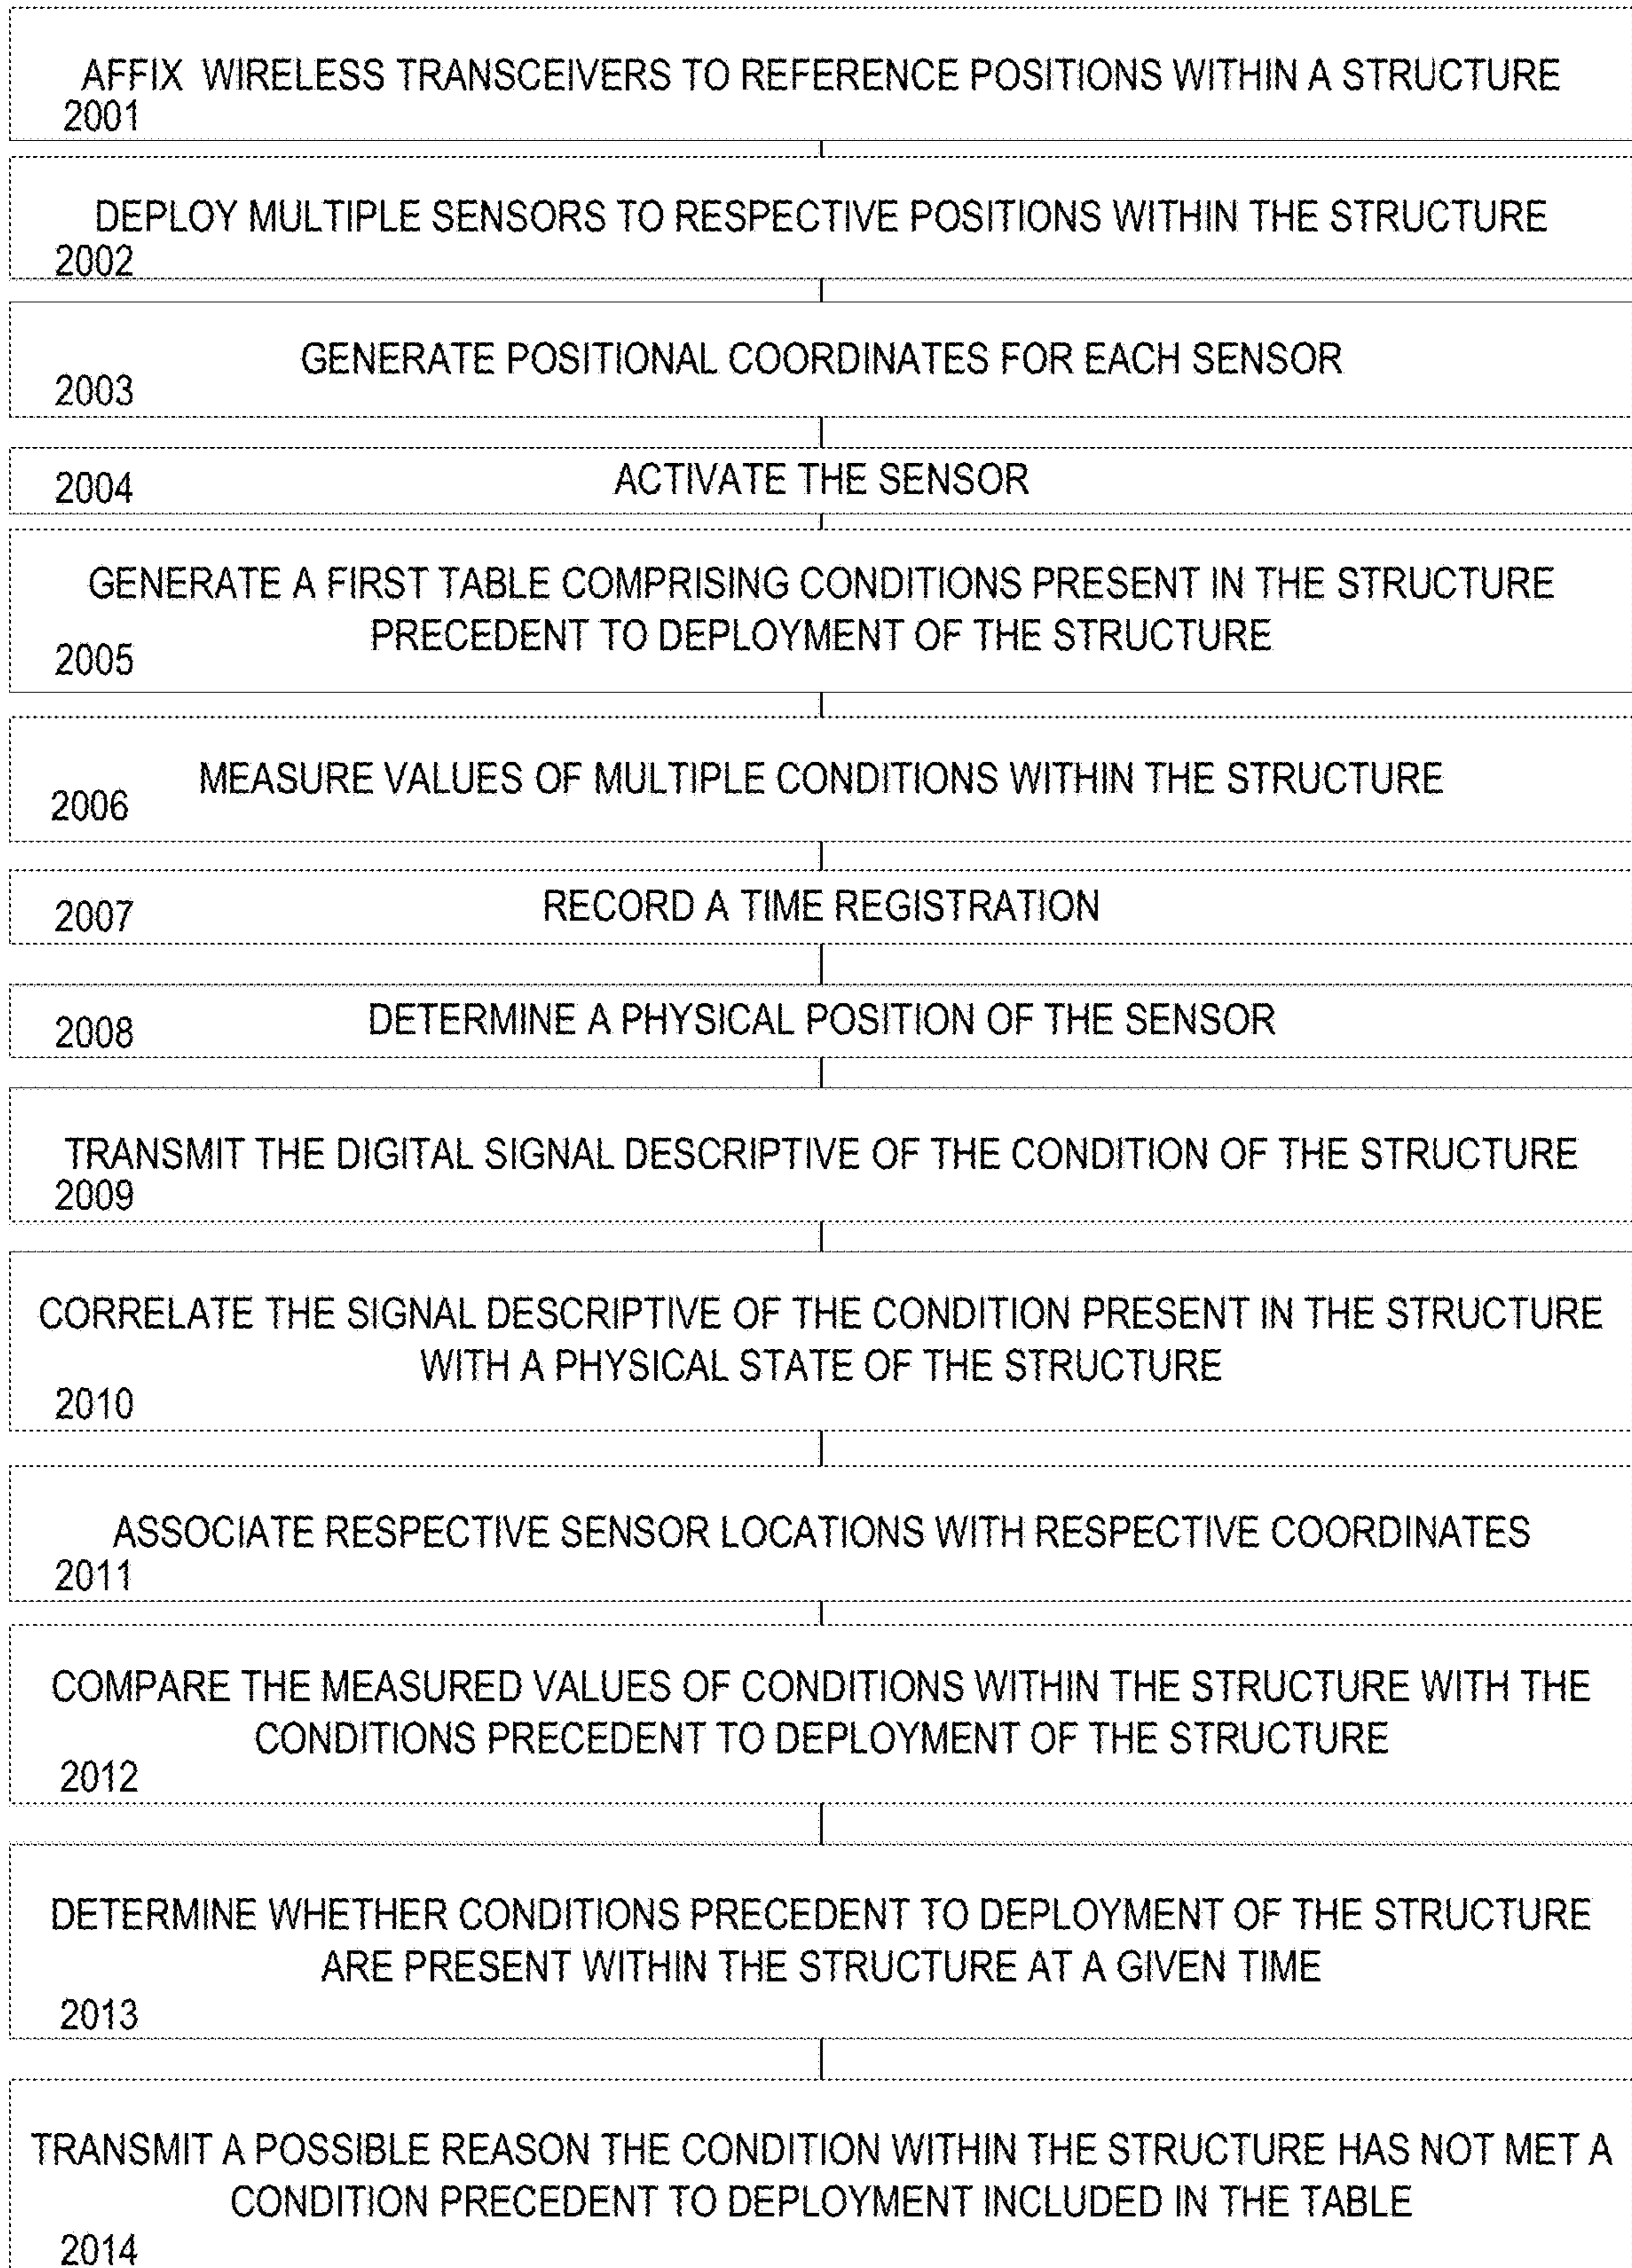 AFFIX WIRELESS TRANSCEIVERS TO REFERENCE POSITIONS WITHIN A STRUCTURE
2001
DEPLOY MULTIPLE SENSORS TO RESPECTIVE POSITIONS WITHIN THE STRUCTURE
2002
GENERATE POSITIONAL COORDINATES FOR EACH SENSOR
2003
ACTIVATE THE SENSOR
2004
GENERATE A FIRST TABLE COMPRISING CONDITIONS PRESENT IN THE STRUCTURE
PRECEDENT TO DEPLOYMENT OF THE STRUCTURE
2005
MEASURE VALUES OF MULTIPLE CONDITIONS WITHIN THE STRUCTURE
2006
RECORD A TIME REGISTRATION
2007
DETERMINE A PHYSICAL POSITION OF THE SENSOR
2008
TRANSMIT THE DIGITAL SIGNAL DESCRIPTIVE OF THE CONDITION OF THE STRUCTURE
2009
CORRELATE THE SIGNAL DESCRIPTIVE OF THE CONDITION PRESENT IN THE STRUCTURE
WITH A PHYSICAL STATE OF THE STRUCTURE
2010
ASSOCIATE RESPECTIVE SENSOR LOCATIONS WITH RESPECTIVE COORDINATES
2011
COMPARE THE MEASURED VALUES OF CONDITIONS WITHIN THE STRUCTURE WITH THE
CONDITIONS PRECEDENT TO DEPLOYMENT OF THE STRUCTURE
2012
DETERMINE WHETHER CONDITIONS PRECEDENT TO DEPLOYMENT OF THE STRUCTURE
ARE PRESENT WITHIN THE STRUCTURE AT A GIVEN TIME
2013
TRANSMIT A POSSIBLE REASON THE CONDITION WITHIN THE STRUCTURE HAS NOT MET A
CONDITION PRECEDENT TO DEPLOYMENT INCLUDED IN THE TABLE
2014